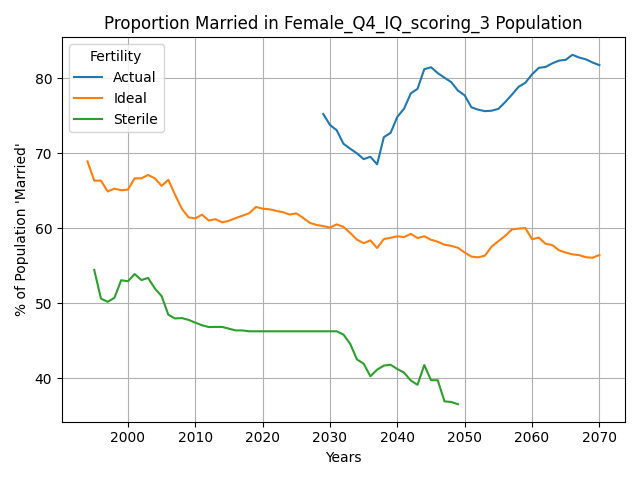 Proportion Married in Female_Q4_IQ_scoring_3 Population
Fertility
Actual
Ideal
Sterile
% of Population 'Married'
80
70
60
50
40
2000 2010 2020 2030 2040 2050 2060 2070
Years